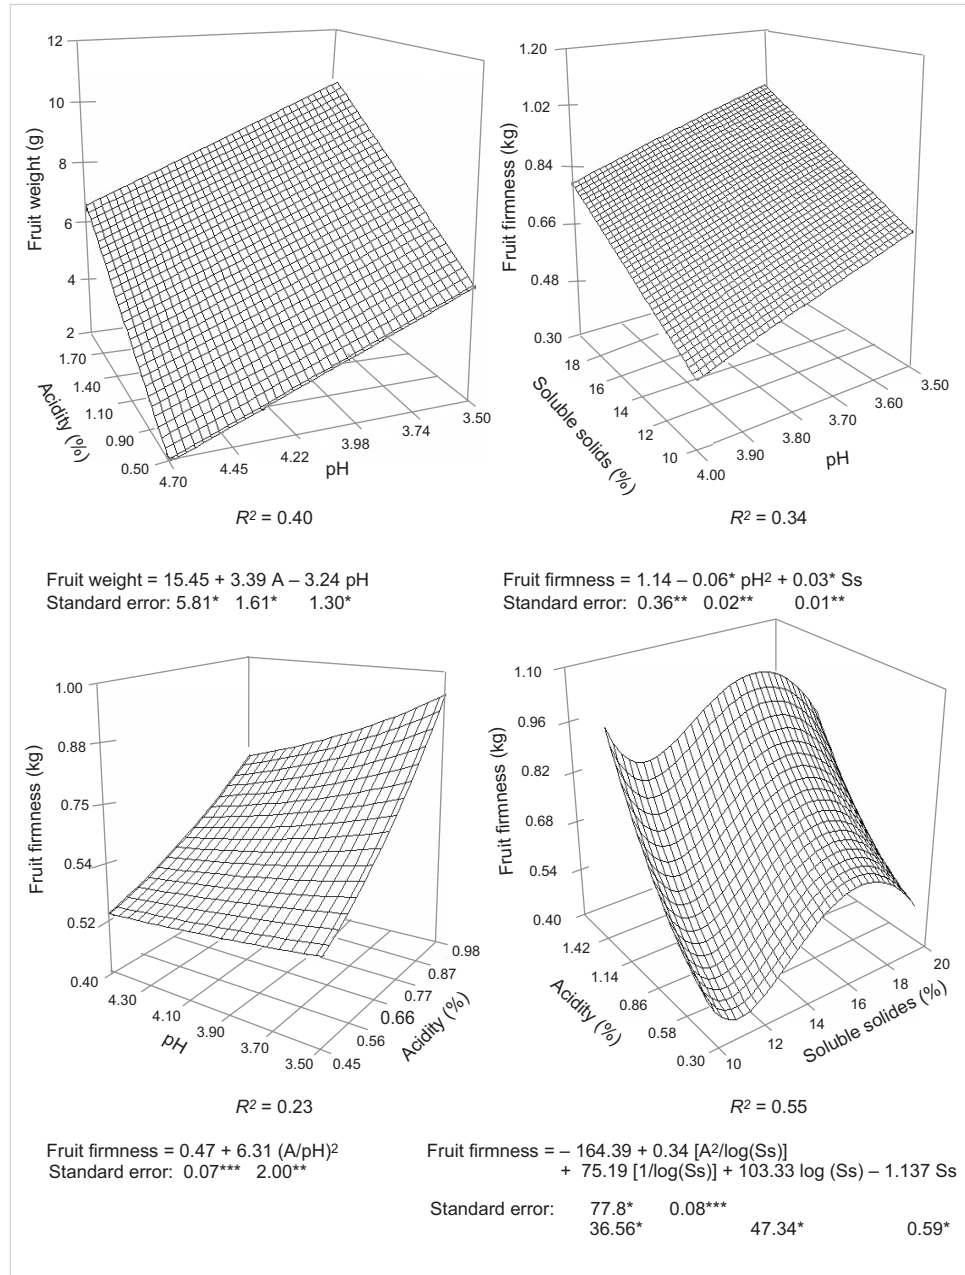 12
10
8
6
4
2
Fruit weight (g)
1.70
1.40
1.10
0.90
0.50
Acidity (%)
4.70
4.45
4.22
3.98
3.74
3.50
pH
R² = 0.40
Fruit weight = 15.45 + 3.39 A – 3.24 pH
Standard error: 5.81* 1.61* 1.30*
1.20
1.02
0.84
0.66
0.48
0.30
Fruit firmness (kg)
18
16
14
12
10
Soluble solids (%)
4.00
3.90
3.80
3.70
3.60
3.50
pH
R² = 0.34
Fruit firmness = 1.14 – 0.06* pH² + 0.03* Ss
Standard error: 0.36** 0.02** 0.01**
1.00
0.88
0.75
0.54
0.52
0.40
Fruit firmness (kg)
4.30
4.10
3.90
3.70
3.50
pH
0.45
0.56
0.66
0.77
0.87
0.98
Acidity (%)
R² = 0.23
Fruit firmness = 0.47 + 6.31 (A/pH)²
Standard error: 0.07*** 2.00**
1.10
0.96
0.82
0.68
0.54
0.40
Fruit firmness (kg)
1.42
1.14
0.86
0.58
0.30
Acidity (%)
10
12
14
16
18
20
Soluble solides (%)
R² = 0.55
Fruit firmness = – 164.39 + 0.34 [A²/log(Ss)]
+ 75.19 [1/log(Ss)] + 103.33 log (Ss) – 1.137 Ss
Standard error: 77.8* 0.08***
36.56* 47.34* 0.59*